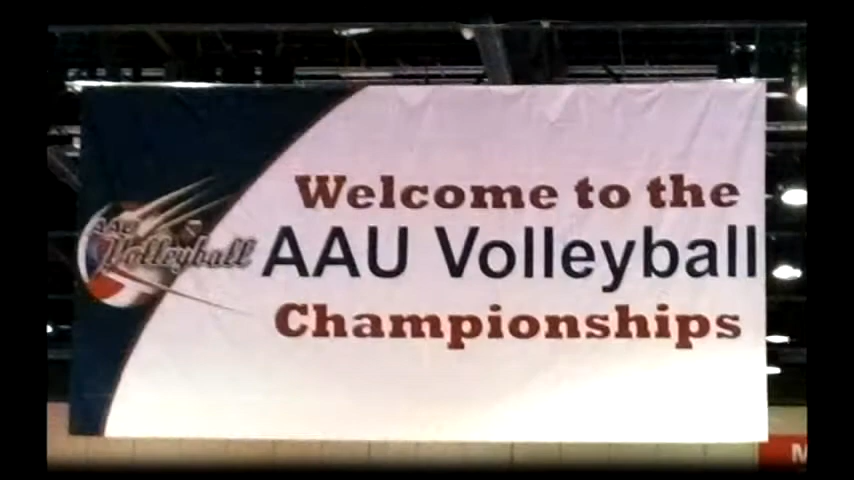 Welcome to the
AAU
Volleyball
AAU Volleyball
Championships
M